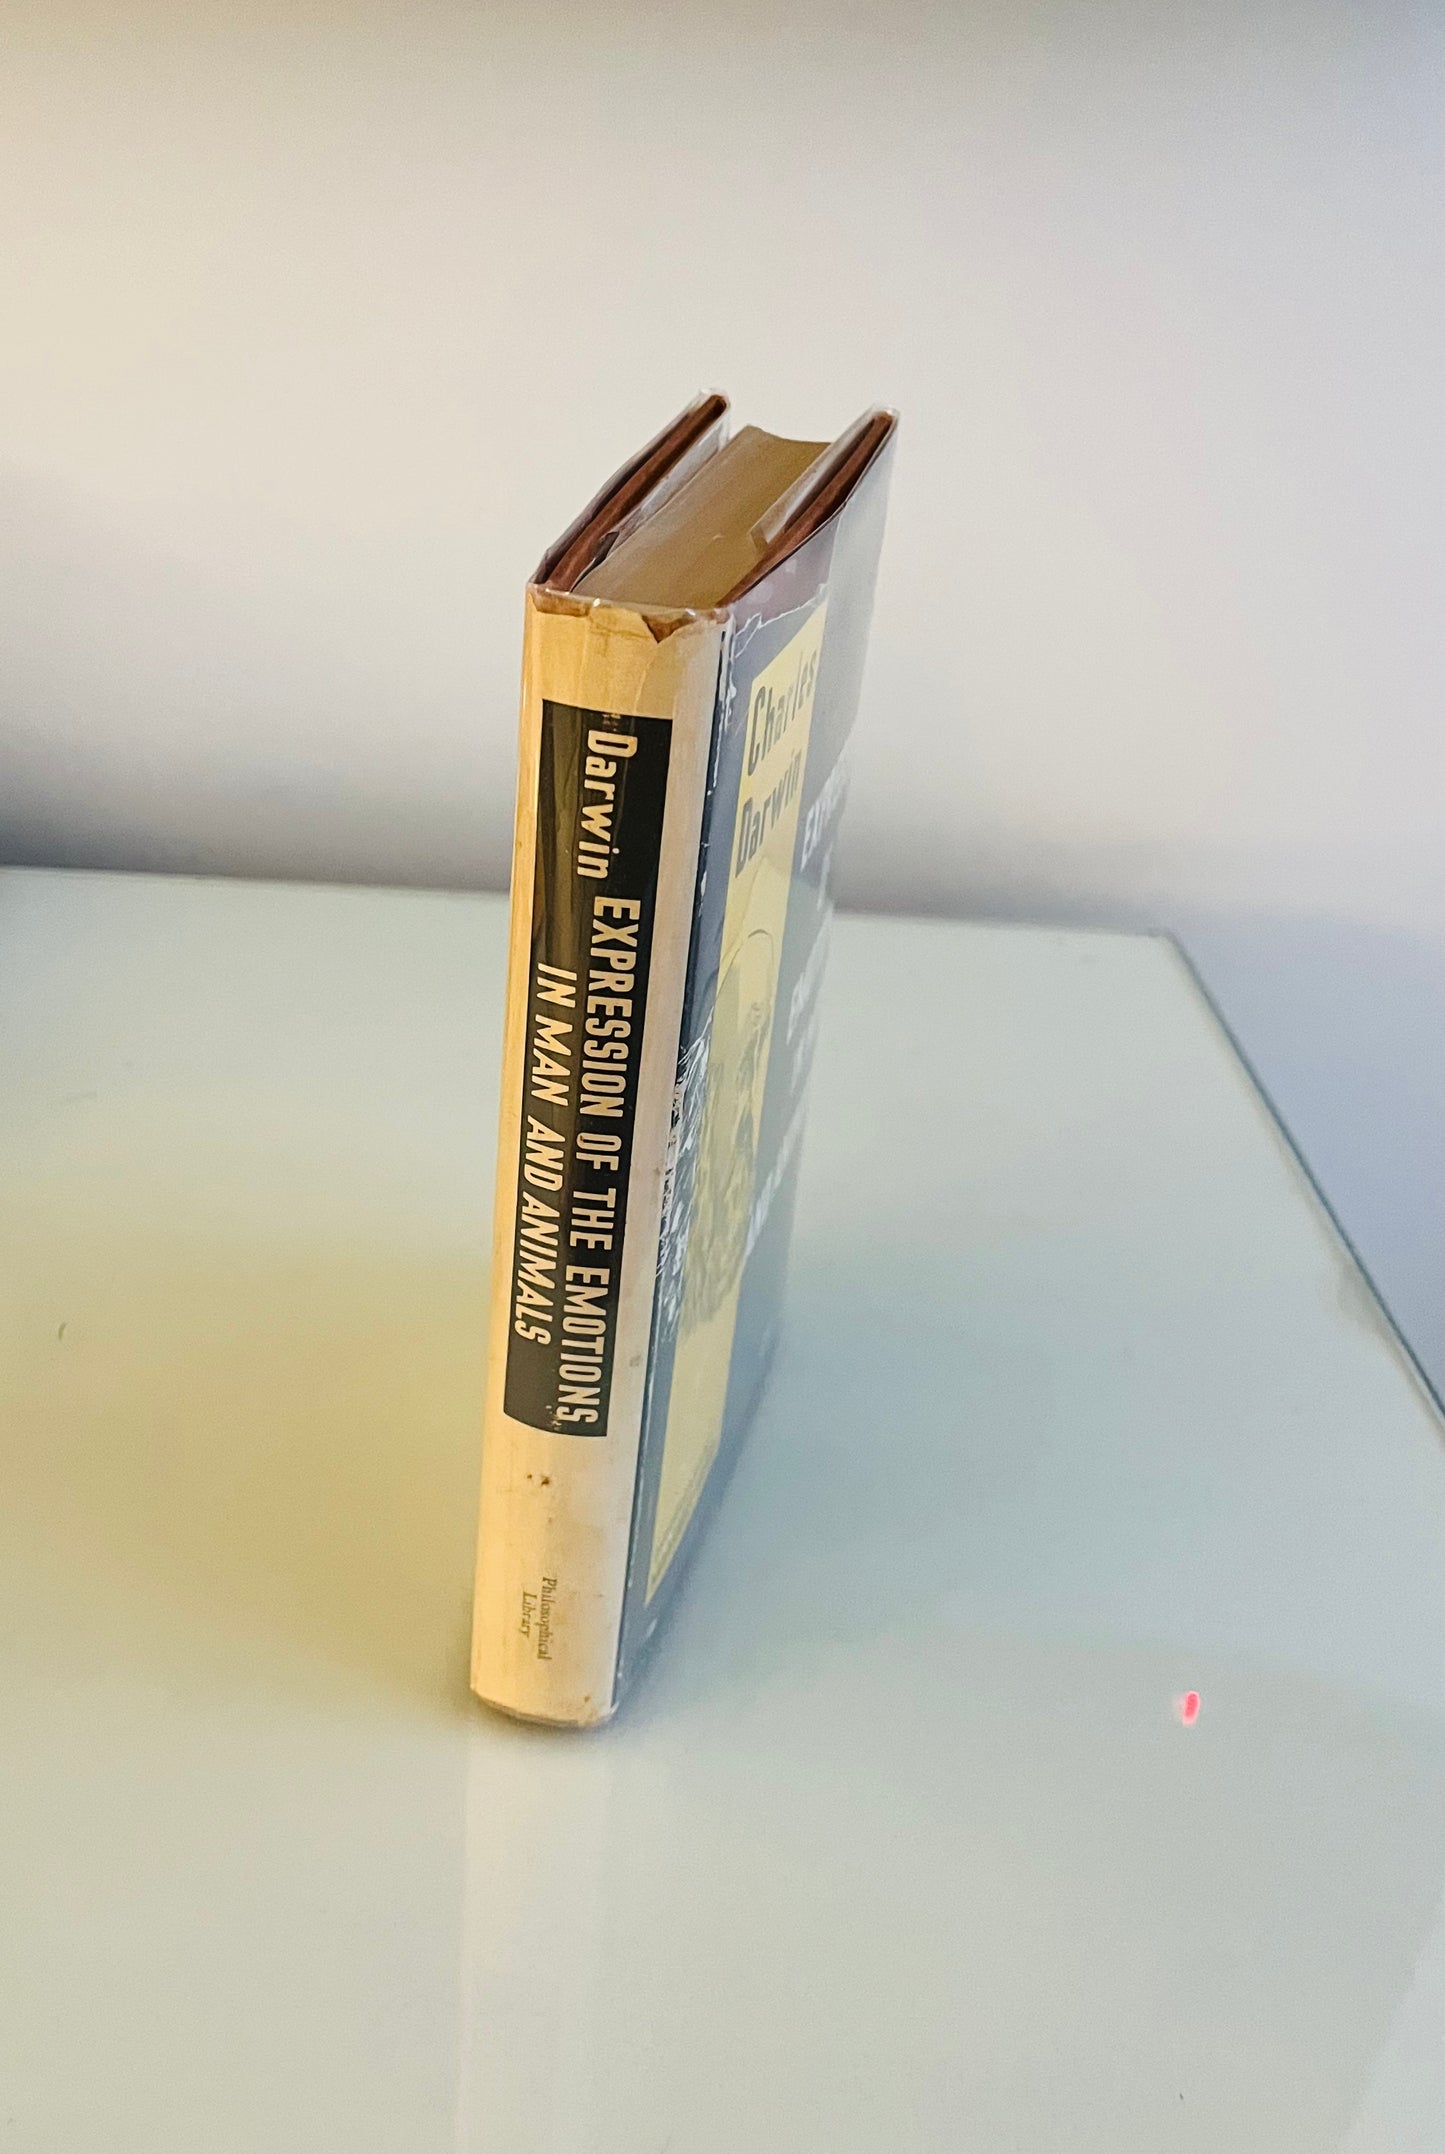 Darwin EXPRESSION OF THE EMOTIONS
IN MAN AND ANIMALS
Philosophical
Library
Charles
Darwin